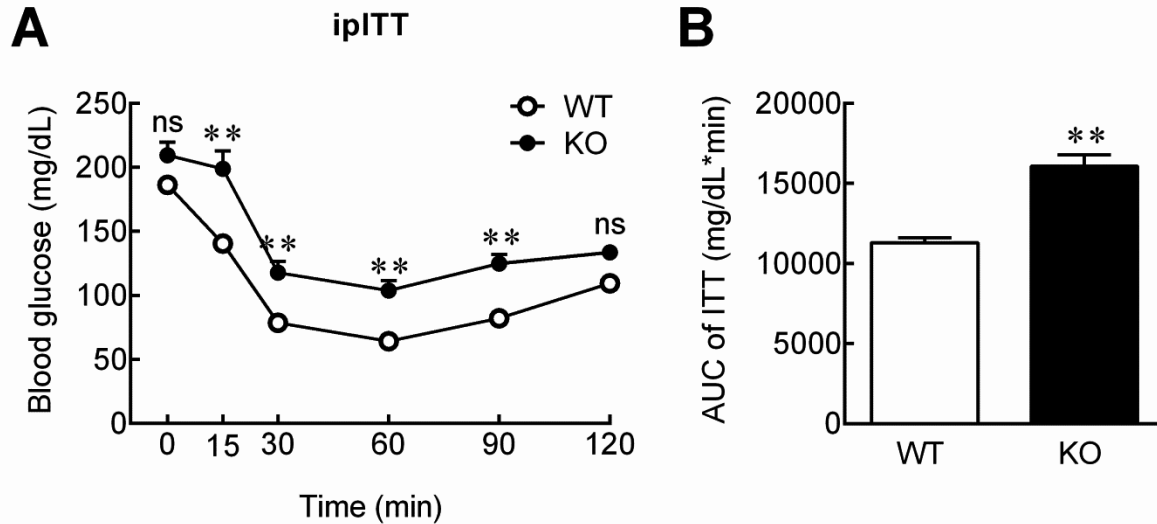 A
ipITT
Blood glucose (mg/dL)
250
200
150
100
50
0
ns
**
**
**
**
ns
WT
KO
0 15 30 60 90 120
Time (min)
B
AUC of ITT (mg/dL*min)
20000
15000
10000
5000
0
**
WT KO